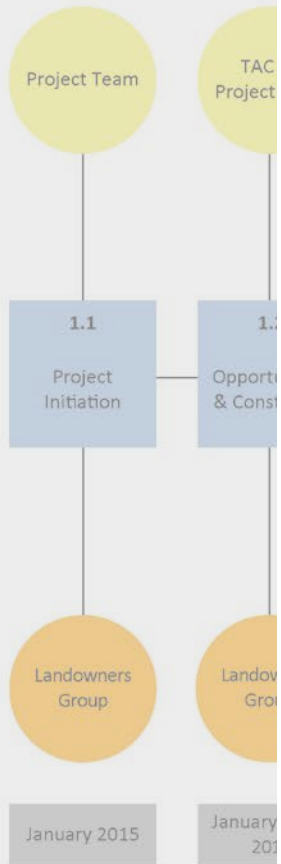 Project Team
TAC
Project
1.1
Project
Initiation
& 
Landowners
Group
January 2015
January